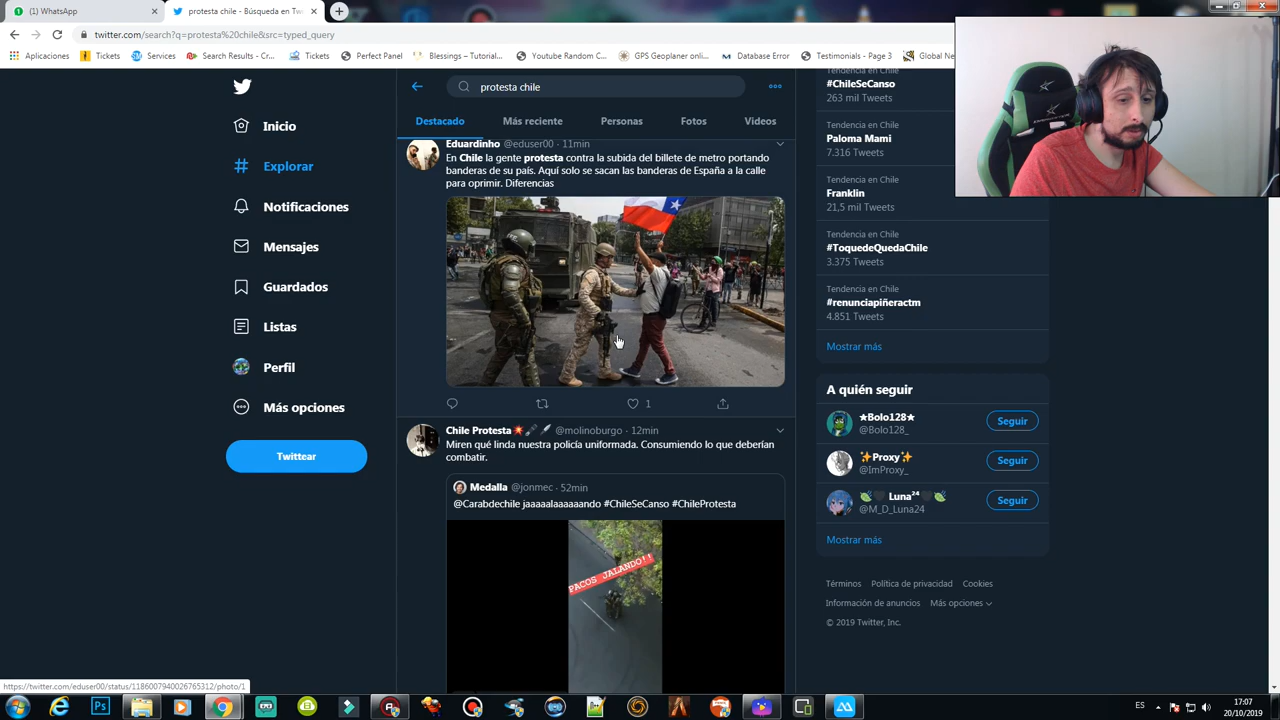 (1) WhatsApp
protesta chile - Búsqueda en Tw
twitter.com/search?q=protesta%20chile&src=typed_query
Aplicaciones
Tickets
Services
Search Results - Cr...
Tickets
Perfect Panel
Blessings – Tutorial...
Youtube Random C...
GPS Geoplaner onl...
Database Error
Testimonials - Page 3
Global Ne
Inicio
Explorar
Notificaciones
Mensajes
Guardados
Listas
Perfil
Más opciones
Twittear
protesta chile
Destacado
Más reciente
Personas
Fotos
Videos
Eduardinho @eduser00 · 11min
En Chile la gente protesta contra la subida del billete de metro portando
banderas de su país. Aquí solo se sacan las banderas de España a la calle
para oprimir. Diferencias
1
Chile Protesta @molinoburgo · 12min
Miren qué linda nuestra policía uniformada. Consumiendo lo que deberían
combatir.
Medalla @jonmec · 52min
@Carabdechile jaaaaalaaaaaando #ChileSeCanso #ChileProtesta
PACOS JALANDO!!
Tendencia en Chile
#ChileSeCanso
263 mil Tweets
Tendencia en Chile
Paloma Mami
7.316 Tweets
Tendencia en Chile
Franklin
21,5 mil Tweets
Tendencia en Chile
#ToquedeQuedaChile
3.375 Tweets
Tendencia en Chile
#renunciapiñeractm
4.851 Tweets
Mostrar más
A quién seguir
★Bolo128★
@Bolo128_
Seguir
✨Proxy✨
@ImProxy_
Seguir
Luna²⁴
@M_D_Luna24
Seguir
Mostrar más
Términos Política de privacidad Cookies
Información de anuncios Más opciones
© 2019 Twitter, Inc.
https://twitter.com/eduser00/status/1186007940026765312/photo/1
Ps
ES
17:07
20/10/2019